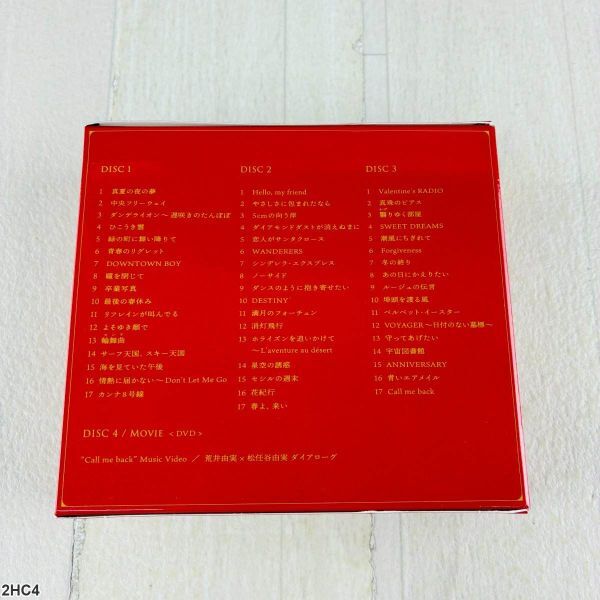 DISC 1
1 真夏の夜の夢
2 中央フリーウェイ
3 ダンデライオン〜遅咲きのたんぽぽ
4 ひこうき雲
5 緑の町に舞い降りて
6 青春のリグレット
7 DOWNTOWN BOY
8 瞳を閉じて
9 卒業写真
10 最後の春休み
11 リフレインが叫んでる
12 よそゆき顔で
13 輪舞曲
14 サーフ天国、スキー天国
15 海を見ていた午後
16 情熱に届かない〜Don't Let Me Go
17 カンナ8号線
DISC 2
1 Hello, my friend
2 やさしさに包まれたなら
3 5cmの向う岸
4 ダイアモンドダストが消えぬまに
5 恋人がサンタクロース
6 WANDERERS
7 シンデレラ・エクスプレス
8 ノーサイド
9 ダンスのように抱き寄せたい
10 DESTINY
11 満月のフォーチュン
12 消灯飛行
13 ホライズンを追いかけて
〜L'aventure au désert
14 星空の誘惑
15 セシルの週末
16 花紀行
17 春よ、来い
DISC 3
1 Valentine's RADIO
2 真珠のピアス
3 翳りゆく部屋
4 SWEET DREAMS
5 潮風にちぎれて
6 Forgiveness
7 冬の終り
8 あの日にかえりたい
9 ルージュの伝言
10 埠頭を渡る風
11 ベルベット・イースター
12 VOYAGER〜日付のない墓標〜
13 守ってあげたい
14 宇宙図書館
15 ANNIVERSARY
16 青いエアメイル
17 Call me back
DISC 4 / MOVIE <DVD>
"Call me back" Music Video / 荒井由実×松任谷由実 ダイアローグ
2HC4